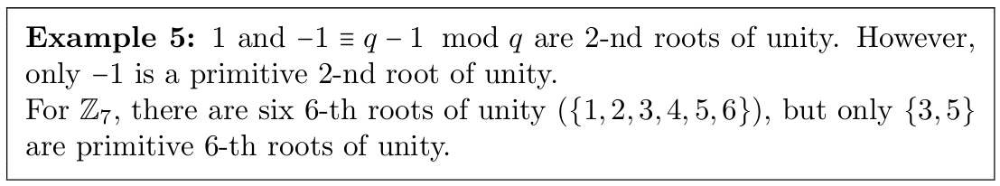 Example 5: 1 and −1 ≡ q − 1 mod q are 2-nd roots of unity. However,
only −1 is a primitive 2-nd root of unity.
For ℤ₇, there are six 6-th roots of unity ({1, 2, 3, 4, 5, 6}), but only {3, 5}
are primitive 6-th roots of unity.